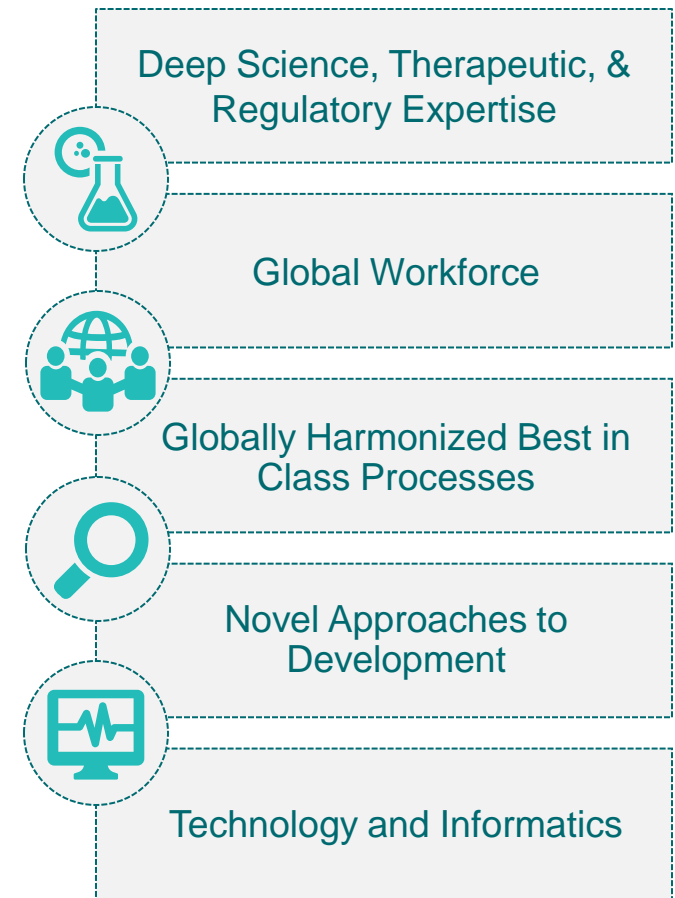 Deep Science, Therapeutic, &
Regulatory Expertise
Global Workforce
Globally Harmonized Best in
Class Processes
Novel Approaches to
Development
Technology and Informatics